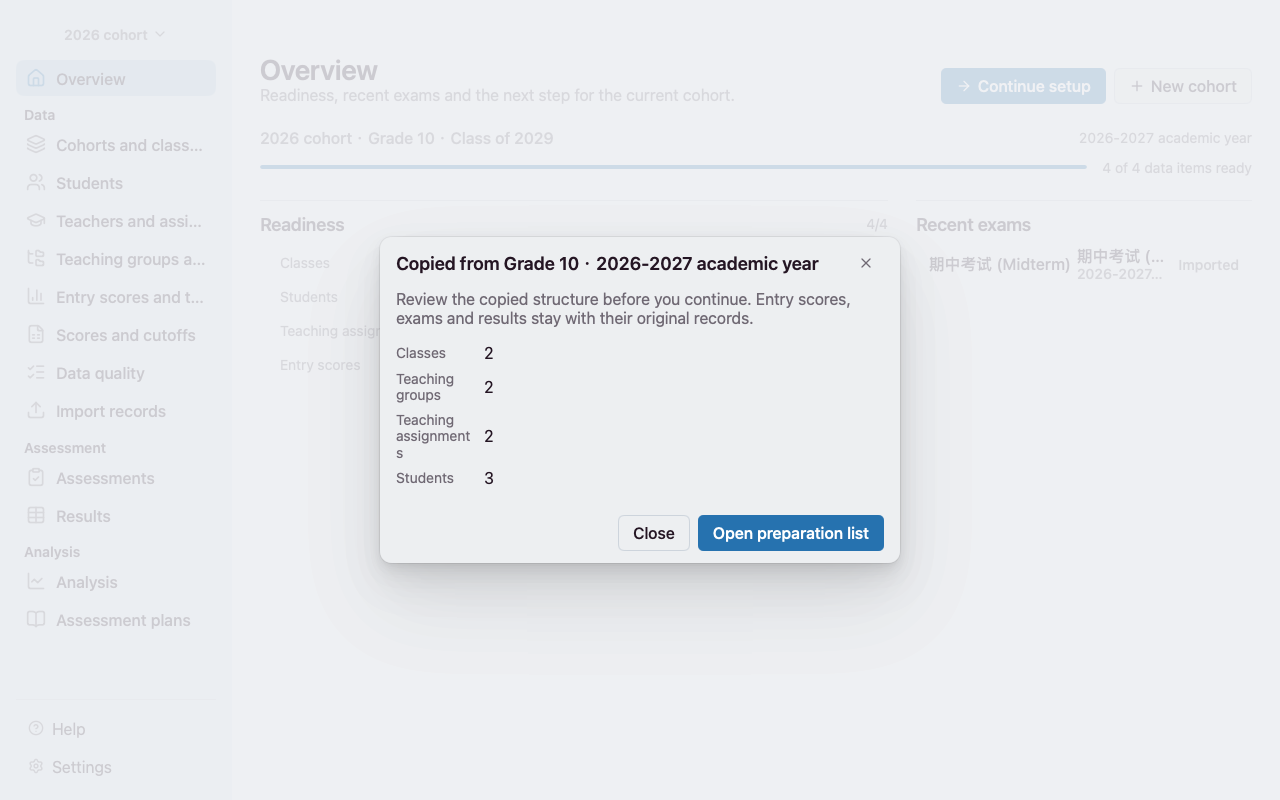 2026 cohort
Overview
Data
Cohorts and class...
Students
Teachers and assi...
Teaching groups a...
Entry scores and t...
Scores and cutoffs
Data quality
Import records
Assessment
Assessments
Results
Analysis
Analysis
Assessment plans
Help
Settings
Overview
Readiness, recent exams and the next step for the current cohort.
Continue setup
New cohort
2026 cohort · Grade 10 · Class of 2029
2026-2027 academic year
4 of 4 data items ready
Readiness
4/4
Classes
Students
Teaching assign
Entry scores
Recent exams
期中考试 (Midterm)
期中考试 (...
2026-2027...
Imported
Copied from Grade 10 · 2026-2027 academic year
Review the copied structure before you continue. Entry scores,
exams and results stay with their original records.
Classes 2
Teaching
groups 2
Teaching
assignment 2
s
Students 3
Close
Open preparation list